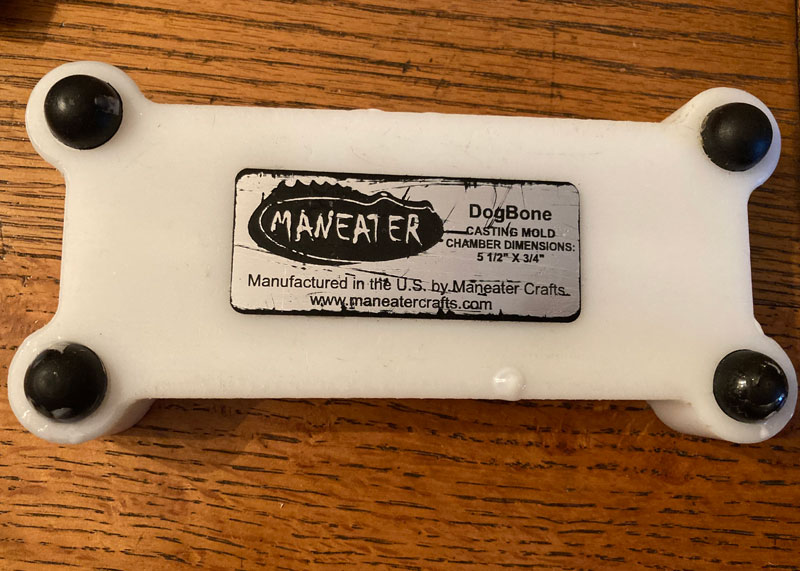 MANEATER
DogBone
CASTING MOLD
CHAMBER DIMENSIONS:
5 1/2" X 3/4"
Manufactured in the U.S. by Maneater Crafts
www.maneatercrafts.com